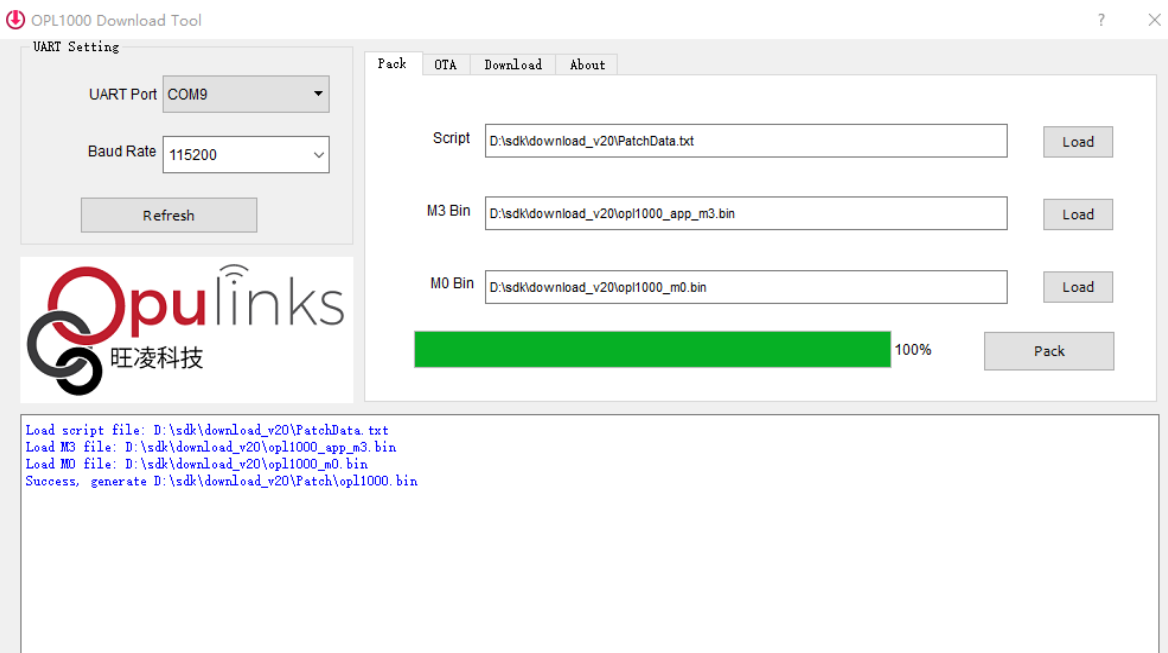 OPL1000 Download Tool
?
UART Setting
UART Port COM9
Baud Rate 115200
Refresh
Opulinks
旺凌科技
Pack OTA Download About
Script D:\sdk\download_v20\PatchData.txt Load
M3 Bin D:\sdk\download_v20\opl1000_app_m3.bin Load
M0 Bin D:\sdk\download_v20\opl1000_m0.bin Load
100% Pack
Load script file: D:\sdk\download_v20\PatchData.txt
Load M3 file: D:\sdk\download_v20\opl1000_app_m3.bin
Load M0 file: D:\sdk\download_v20\opl1000_m0.bin
Success, generate D:\sdk\download_v20\Patch\opl1000.bin